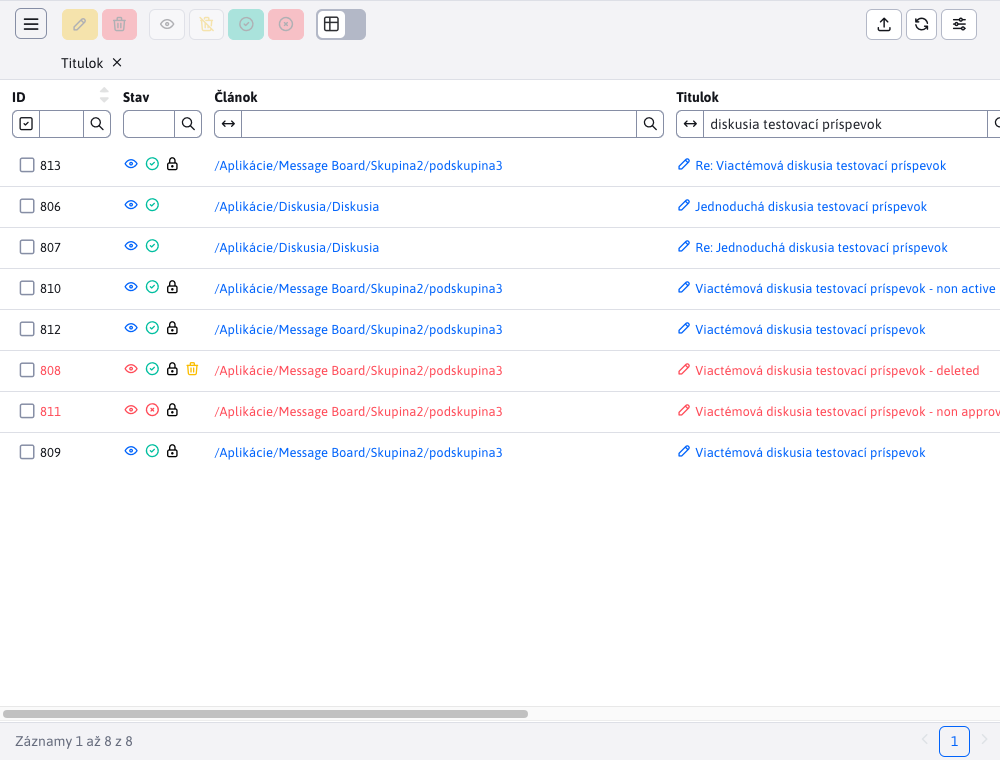 Titolok
ID Stav Článok Titulok
diskusia testovací príspevok
813 /Aplikácie/Message Board/Skupina2/podskupina3 Re: Viactémová diskusia testovací príspevok
806 /Aplikácie/Diskusia/Diskusia Jednoduchá diskusia testovací príspevok
807 /Aplikácie/Diskusia/Diskusia Re: Jednoduchá diskusia testovací príspevok
810 /Aplikácie/Message Board/Skupina2/podskupina3 Viactémová diskusia testovací príspevok - non active
812 /Aplikácie/Message Board/Skupina2/podskupina3 Viactémová diskusia testovací príspevok
808 /Aplikácie/Message Board/Skupina2/podskupina3 Viactémová diskusia testovací príspevok - deleted
811 /Aplikácie/Message Board/Skupina2/podskupina3 Viactémová diskusia testovací príspevok - non approv
809 /Aplikácie/Message Board/Skupina2/podskupina3 Viactémová diskusia testovací príspevok
Záznamy 1 až 8 z 8 1